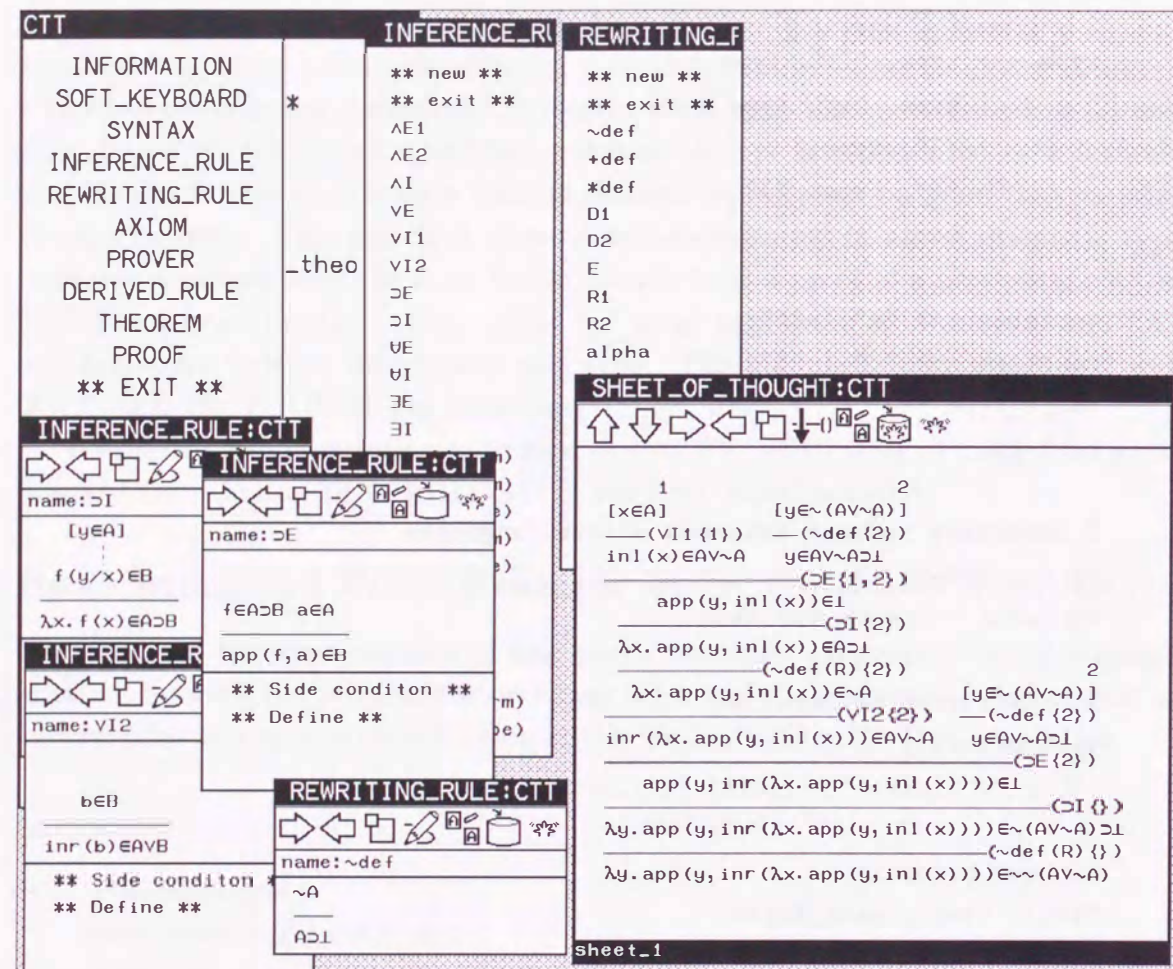 CTT
INFORMATION
SOFT_KEYBOARD
SYNTAX
INFERENCE_RULE
REWRITING_RULE
AXIOM
PROVER
DERIVED_RULE
THEOREM
PROOF
** EXIT **
*
_theo
INFERENCE_RU
** new **
** exit **
∧E1
∧E2
∧I
∨E
∨I1
∨I2
⊃E
⊃I
∀E
∀I
∃E
∃I
REWRITING_R
** new **
** exit **
~def
+def
*def
D1
D2
E
R1
R2
alpha
INFERENCE_RULE:CTT
name:⊃I
[y∈A]
f(y/x)∈B
λx.f(x)∈A⊃B
INFERENCE_RULE:CTT
name:⊃E
f∈A⊃B a∈A
app(f,a)∈B
** Side conditon **
** Define **
INFERENCE_R
name:∨I2
b∈B
inr(b)∈A∨B
** Side conditon *
** Define **
REWRITING_RULE:CTT
name:~def
~A
A⊃⊥
SHEET_OF_THOUGHT:CTT
1 2
[x∈A] [y∈~(A∨~A)]
(∨I1{1}) (~def{2})
inl(x)∈A∨~A y∈A∨~A⊃⊥
(⊃E{1,2})
app(y,inl(x))∈⊥
(⊃I{2})
λx.app(y,inl(x))∈A⊃⊥
(~def(R){2}) 2
λx.app(y,inl(x))∈~A [y∈~(A∨~A)]
(∨I2{2}) (~def{2})
inr(λx.app(y,inl(x)))∈A∨~A y∈A∨~A⊃⊥
(⊃E{2})
app(y,inr(λx.app(y,inl(x))))∈⊥
(⊃I{})
λy.app(y,inr(λx.app(y,inl(x))))∈~(A∨~A)⊃⊥
(~def(R){})
λy.app(y,inr(λx.app(y,inl(x))))∈~~(A∨~A)
sheet_1